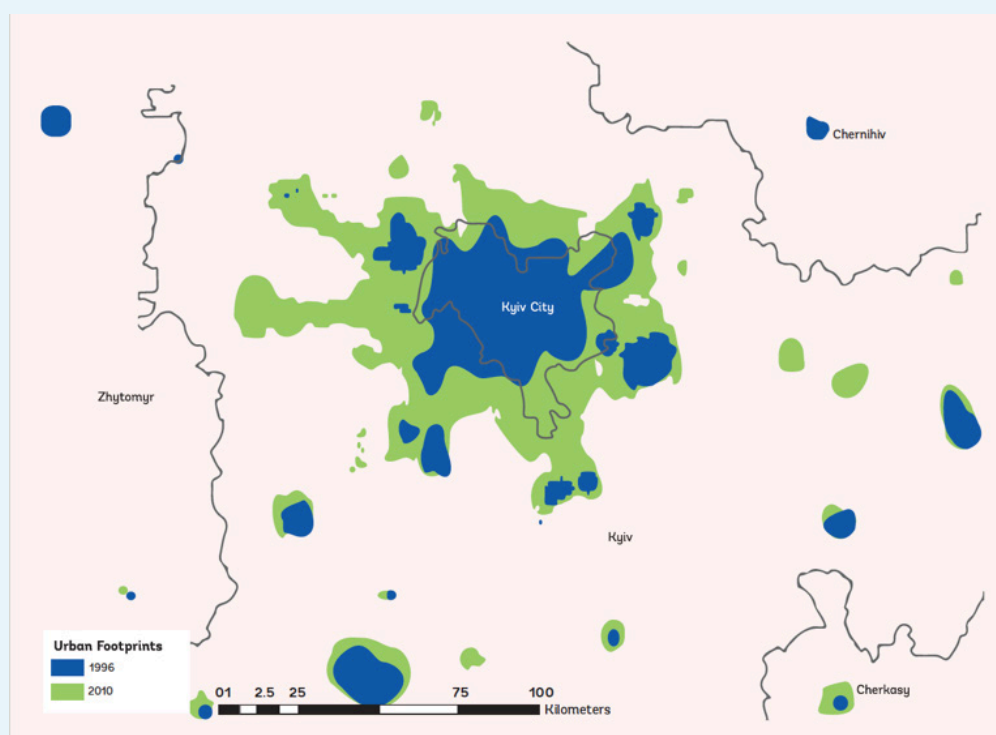 Chernihiv
Kyiv City
Zhytomyr
Kyiv
Urban Footprints
1996
2010
Cherkasy
01 2.5 25 75 100
Kilometers